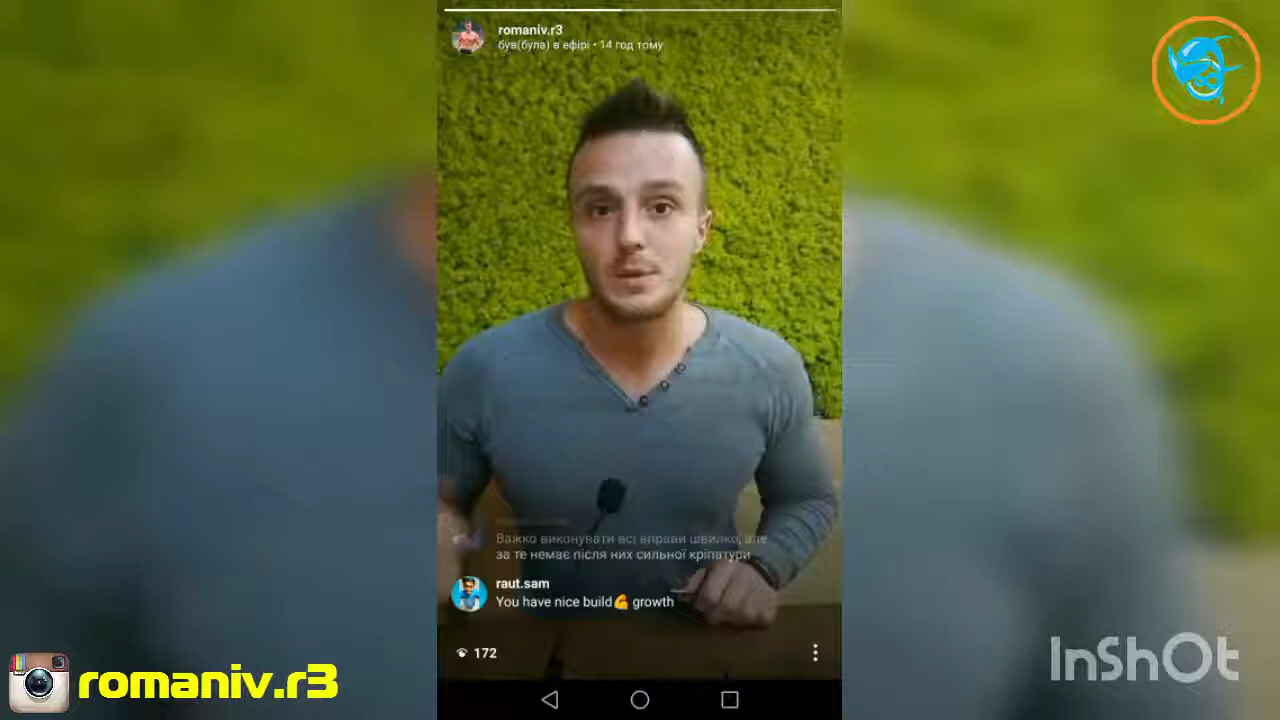 romaniv.r3
був(була) в ефірі • 14 год тому
Важко виконувати всі вправи швилко, але
за те немає після них сильної кріпатури
raut.sam
You have nice build💪 growth
172
romaniv.r3
InShOt